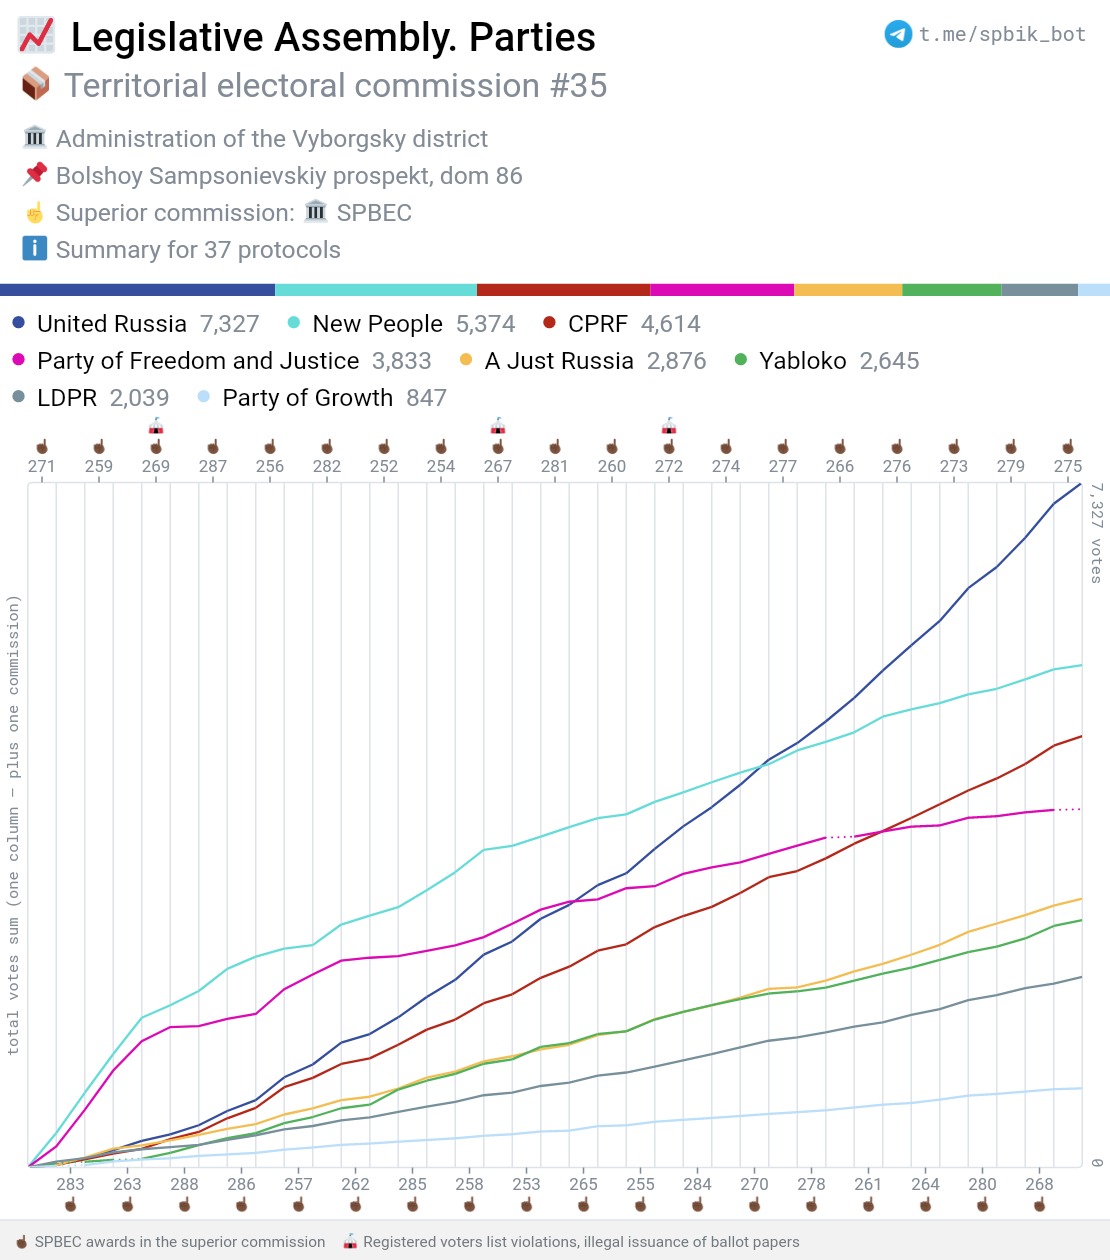 Legislative Assembly. Parties
t.me/spbik_bot
Territorial electoral commission #35
Administration of the Vyborgsky district
Bolshoy Sampsonievskiy prospekt, dom 86
Superior commission: SPBEC
Summary for 37 protocols
United Russia 7,327 New People 5,374 CPRF 4,614
Party of Freedom and Justice 3,833 A Just Russia 2,876 Yabloko 2,645
LDPR 2,039 Party of Growth 847
271 259 269 287 256 282 252 254 267 281 260 272 274 277 266 276 273 279 275
7,327 votes
total votes sum (one column – plus one commission)
0
283 263 288 286 257 262 285 258 253 265 255 284 270 278 261 264 280 268
SPBEC awards in the superior commission Registered voters list violations, illegal issuance of ballot papers